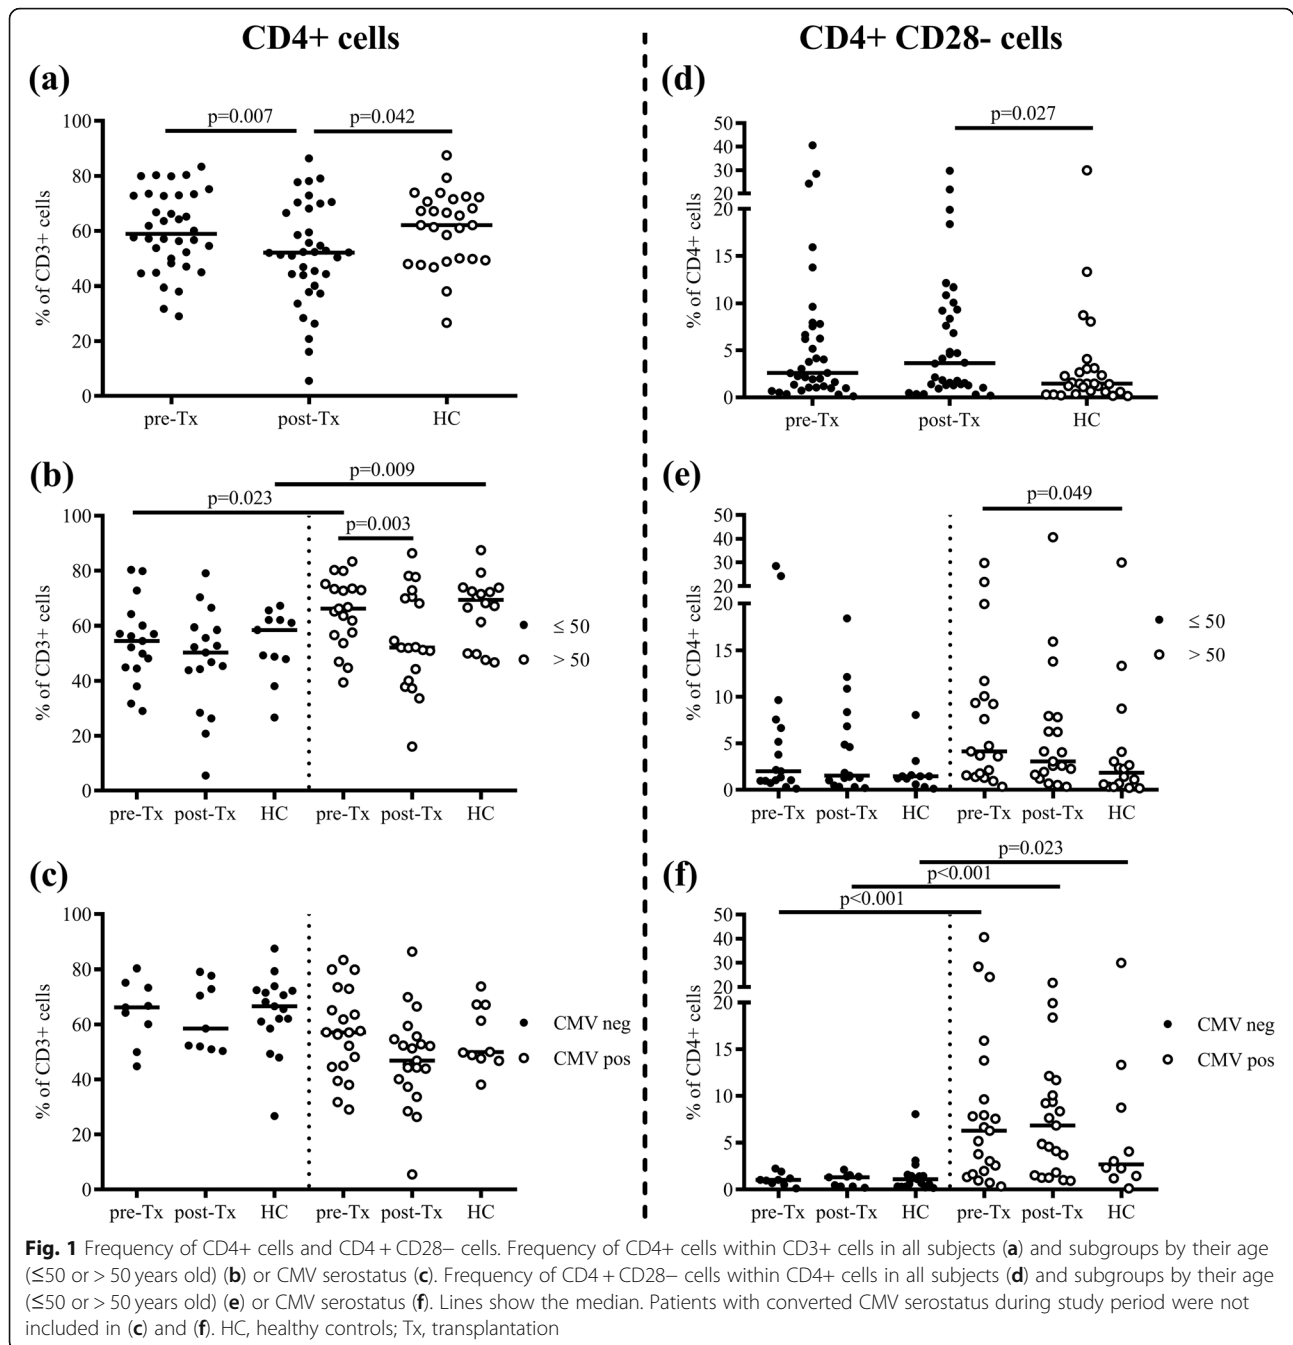 CD4+ cells
(a)
p=0.007
p=0.042
100
80
60
40
20
0
% of CD3+ cells
pre-Tx
post-Tx
HC
(b)
p=0.009
p=0.023
p=0.003
100
80
60
40
20
0
% of CD3+ cells
pre-Tx
post-Tx
HC
pre-Tx
post-Tx
HC
≤ 50
> 50
(c)
100
80
60
40
20
0
% of CD3+ cells
pre-Tx
post-Tx
HC
pre-Tx
post-Tx
HC
CMV neg
CMV pos
CD4+ CD28- cells
(d)
p=0.027
50
40
30
20
20
15
10
5
0
% of CD4+ cells
pre-Tx
post-Tx
HC
(e)
p=0.049
50
40
30
20
20
15
10
5
0
% of CD4+ cells
pre-Tx
post-Tx
HC
pre-Tx
post-Tx
HC
≤ 50
> 50
(f)
p=0.023
p<0.001
p<0.001
50
40
30
20
20
15
10
5
0
% of CD4+ cells
pre-Tx
post-Tx
HC
pre-Tx
post-Tx
HC
CMV neg
CMV pos
Fig. 1 Frequency of CD4+ cells and CD4 + CD28− cells. Frequency of CD4+ cells within CD3+ cells in all subjects (a) and subgroups by their age
(≤50 or > 50 years old) (b) or CMV serostatus (c). Frequency of CD4 + CD28− cells within CD4+ cells in all subjects (d) and subgroups by their age
(≤50 or > 50 years old) (e) or CMV serostatus (f). Lines show the median. Patients with converted CMV serostatus during study period were not
included in (c) and (f). HC, healthy controls; Tx, transplantation